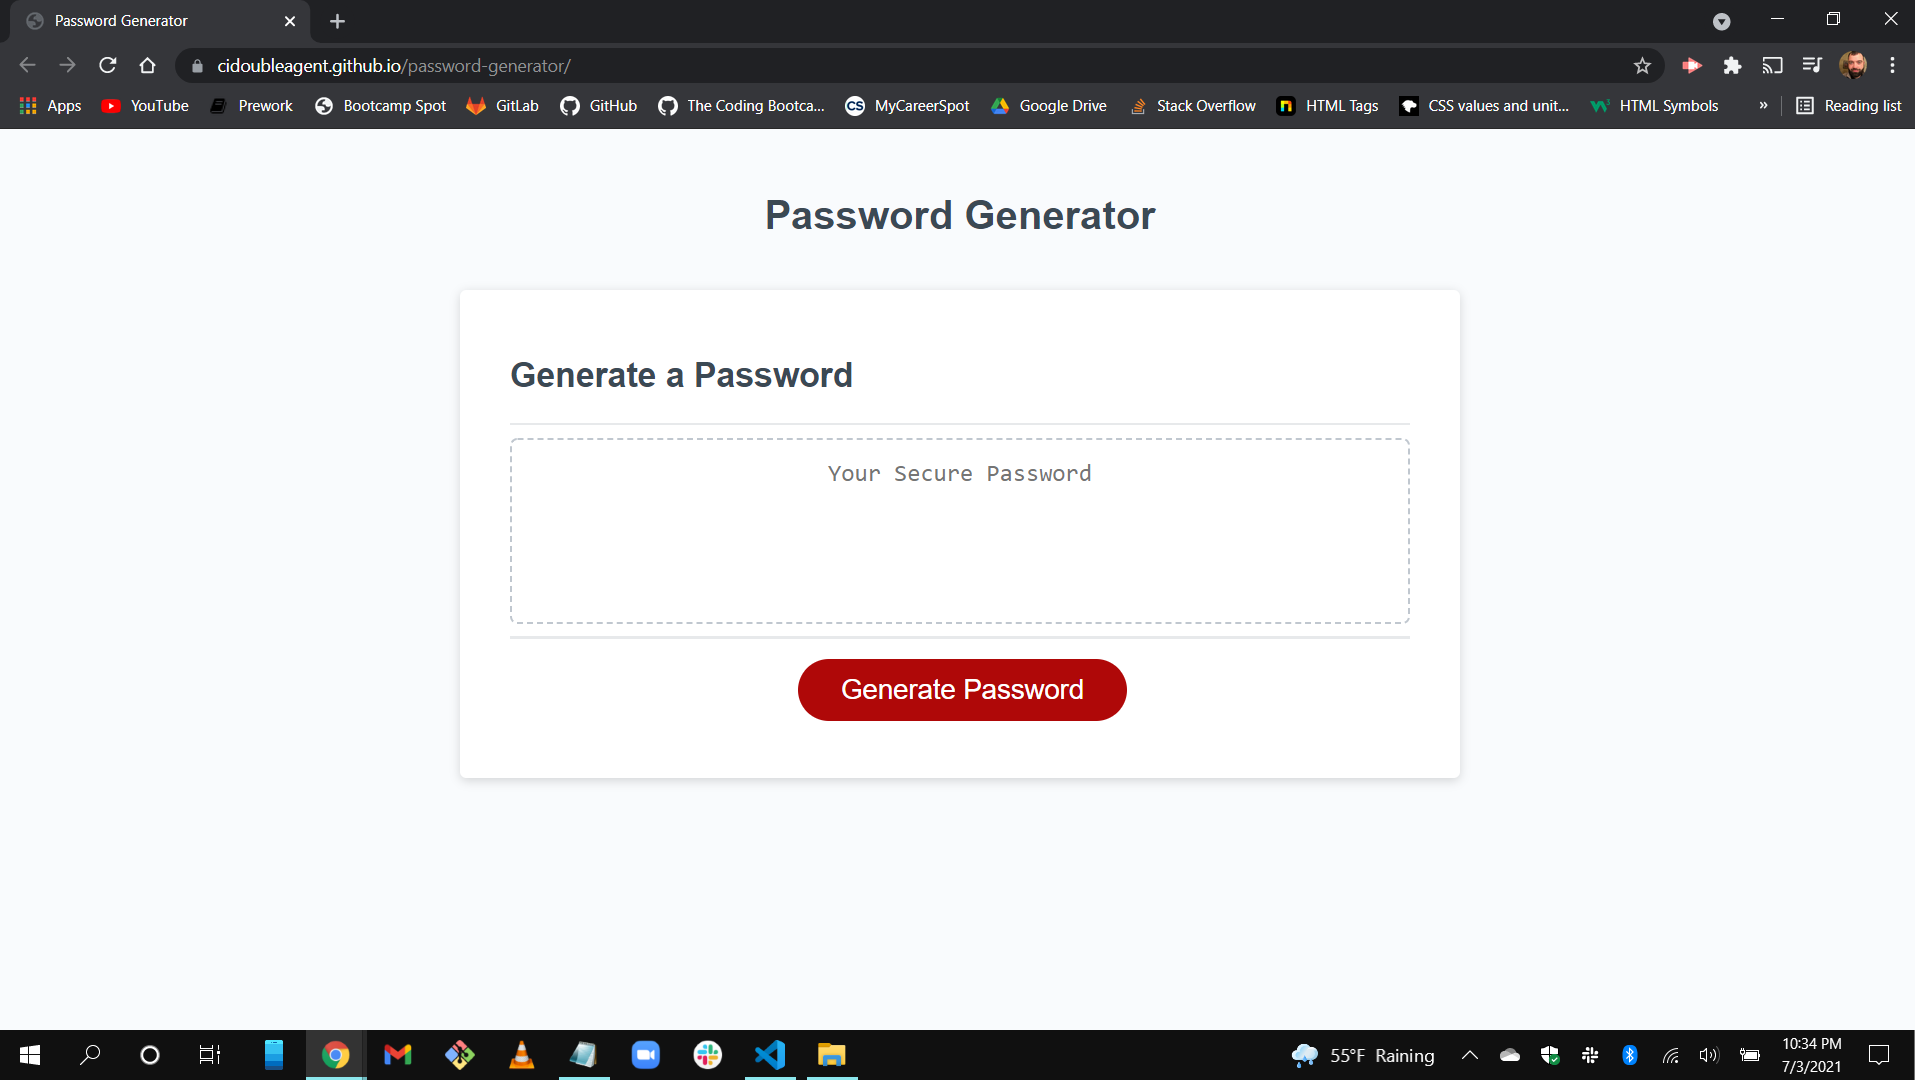 Password Generator
cidoubleagent.github.io/password-generator/
Apps YouTube Prework Bootcamp Spot GitLab GitHub The Coding Bootca... MyCareerSpot Google Drive Stack Overflow HTML Tags CSS values and unit... HTML Symbols » Reading list
Password Generator
Generate a Password
Your Secure Password
Generate Password
55°F Raining
10:34 PM
7/3/2021